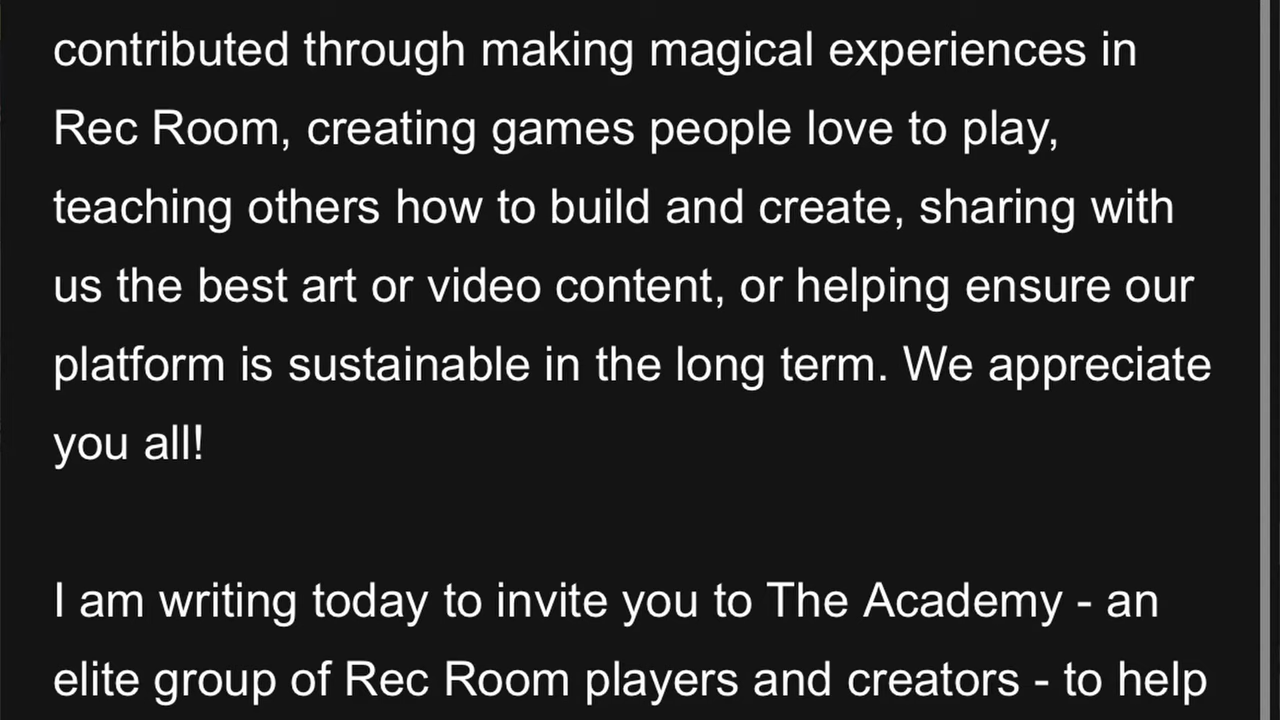 contributed through making magical experiences in
Rec Room, creating games people love to play,
teaching others how to build and create, sharing with
us the best art or video content, or helping ensure our
platform is sustainable in the long term. We appreciate
you all!
I am writing today to invite you to The Academy - an
elite group of Rec Room players and creators - to help